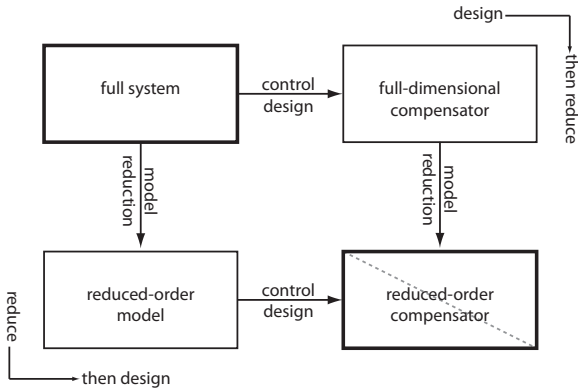 design
then reduce
full system
control
design
full-dimensional
compensator
model
reduction
model
reduction
reduced-order
model
control
design
reduced-order
compensator
reduce
then design